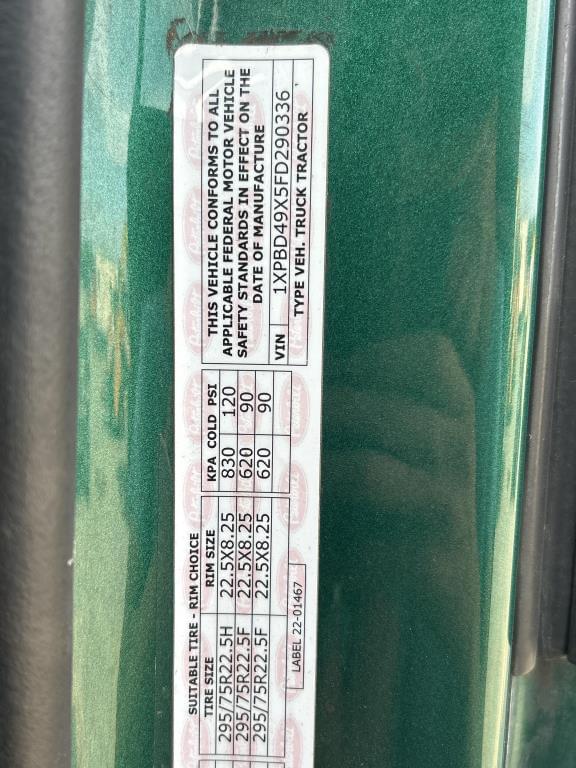 SUITABLE TIRE - RIM CHOICE
TIRE SIZE RIM SIZE KPA COLD PSI
295/75R22.5H 22.5X8.25 830 120
295/75R22.5F 22.5X8.25 620 90
295/75R22.5F 22.5X8.25 620 90
LABEL 22-01467
THIS VEHICLE CONFORMS TO ALL
APPLICABLE FEDERAL MOTOR VEHICLE
SAFETY STANDARDS IN EFFECT ON THE
DATE OF MANUFACTURE
VIN 1XPBD49X5FD290336
TYPE VEH. TRUCK TRACTOR